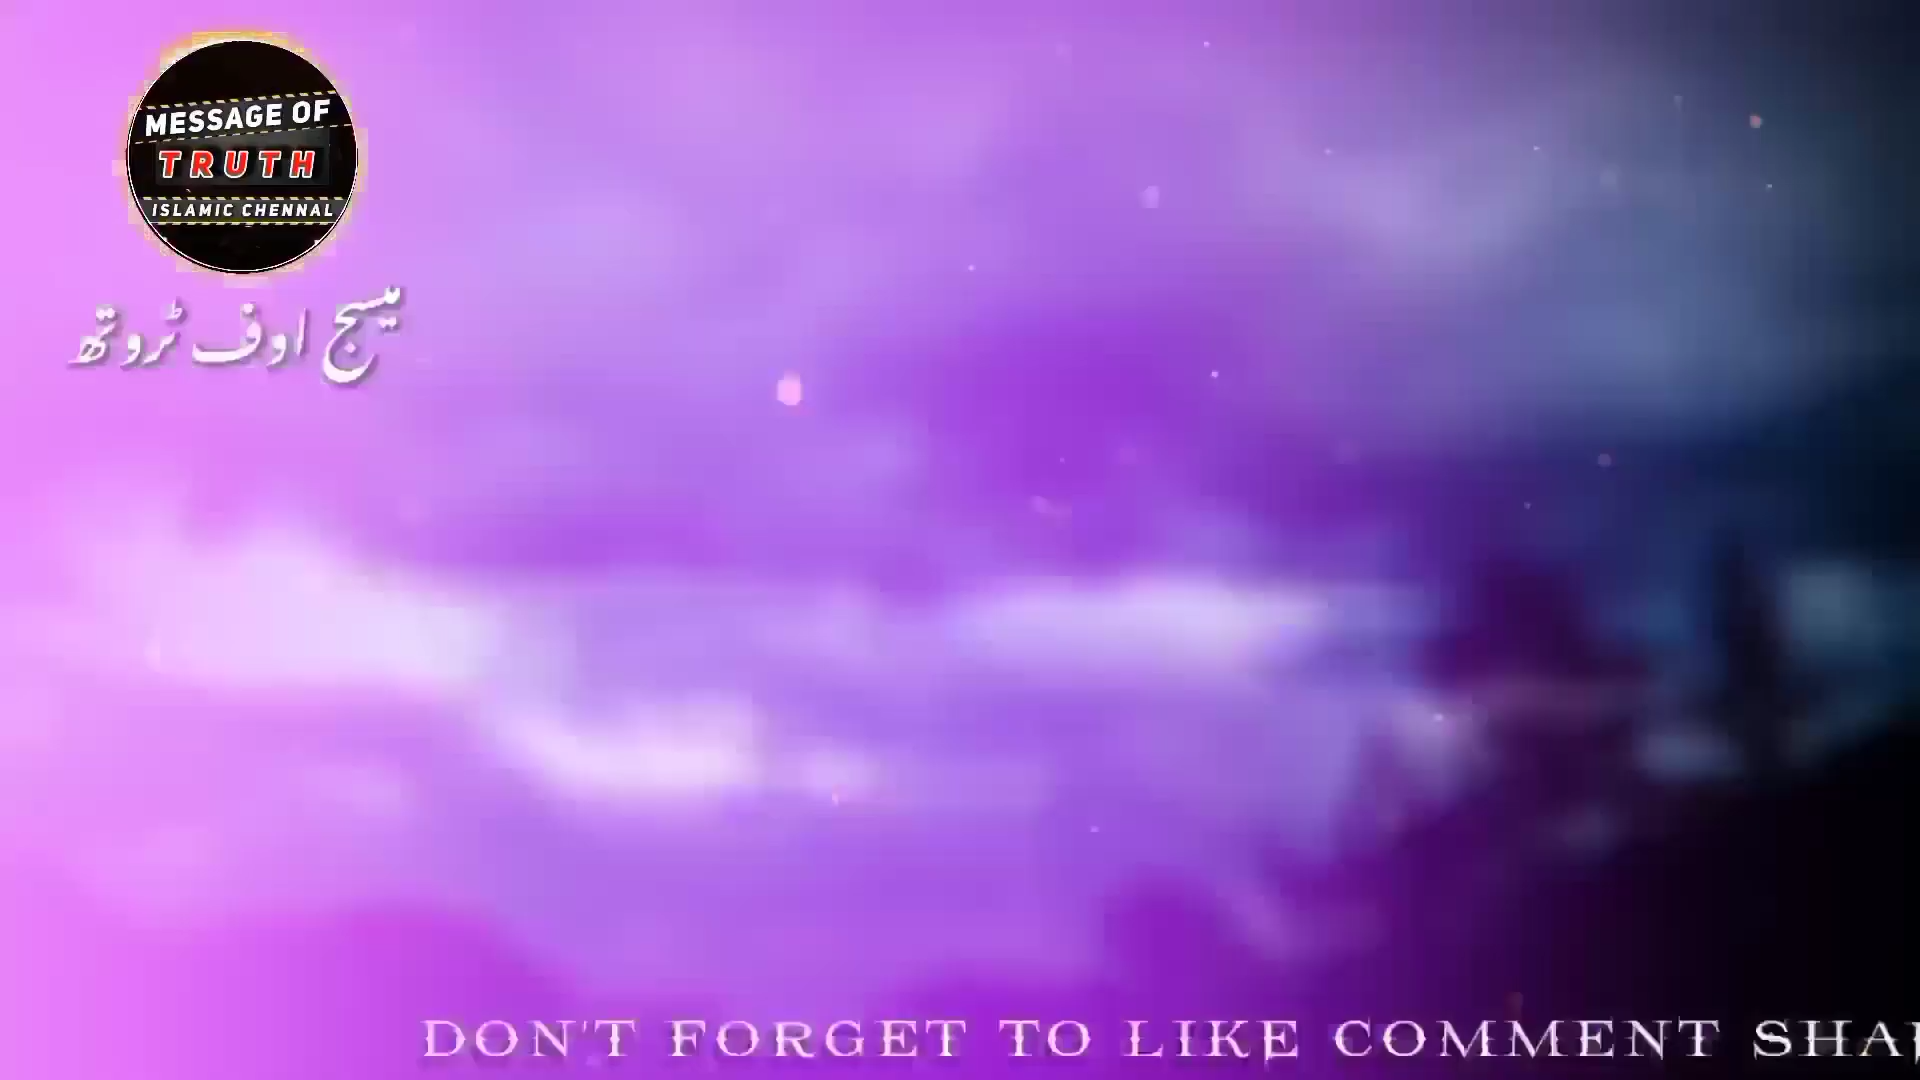 MESSAGE OF
TRUTH
ISLAMIC CHENNAL
میسج اوف ٹروتھ
DON'T FORGET TO LIKE COMMENT